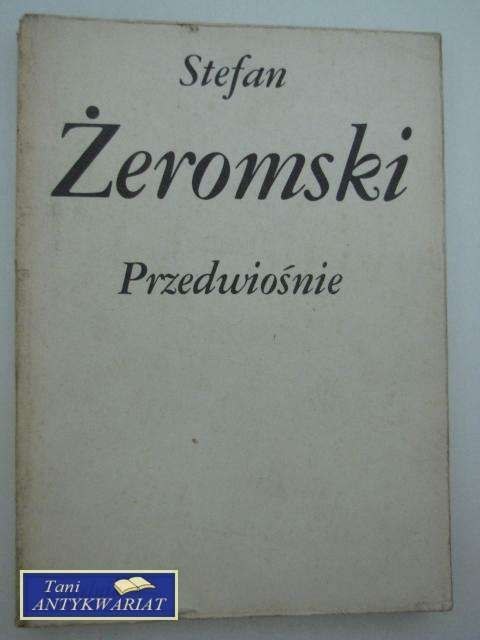 Stefan
Żeromski
Przedwiośnie
Tani
ANTYKWARIAT